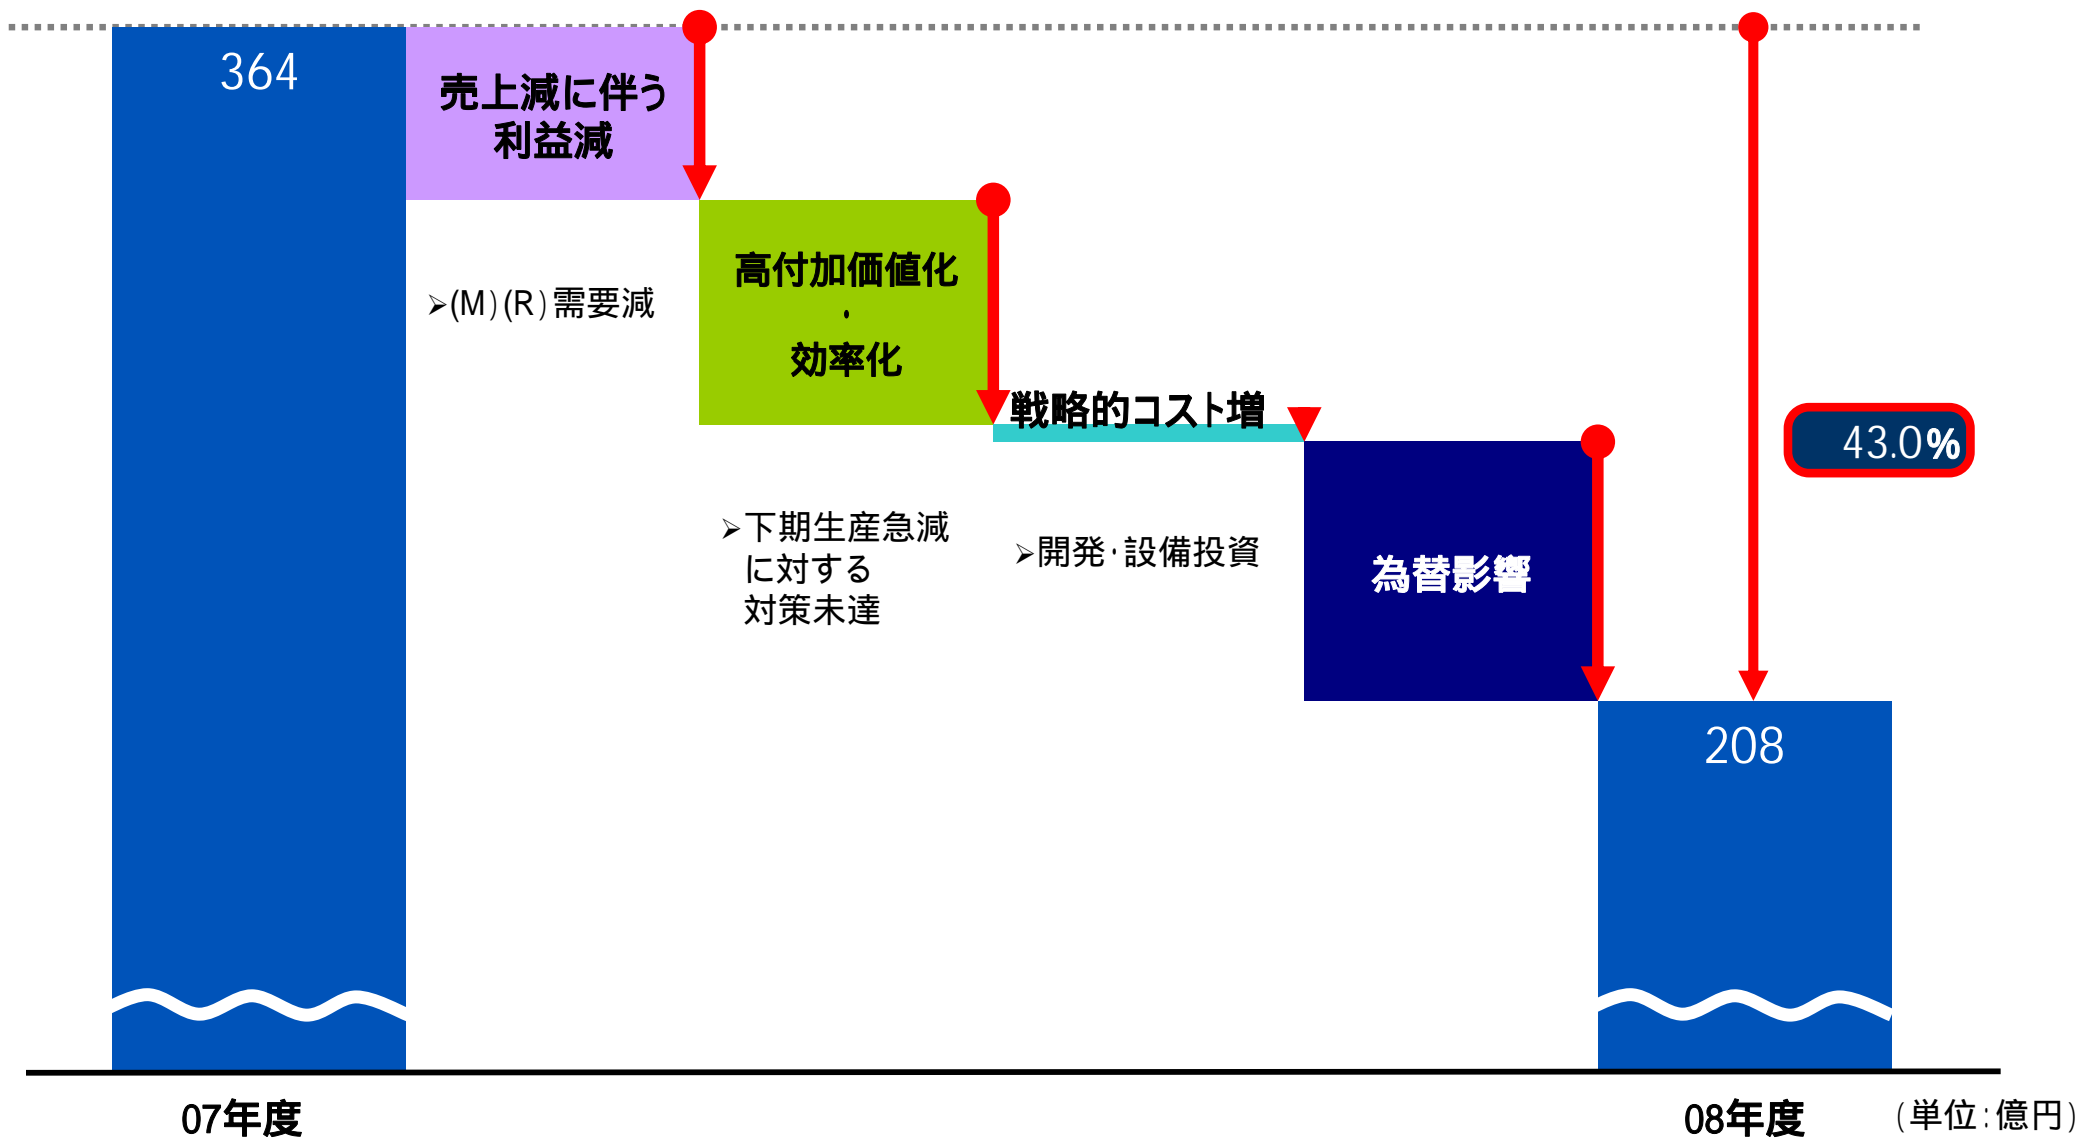 364
売上減に伴う
利益減
➢(M)(R)需要減
高付加価値化
・
効率化
➢下期生産急減
に対する
対策未達
戦略的コスト増
➢開発・設備投資
為替影響
43.0%
208
07年度
08年度
(単位:億円)